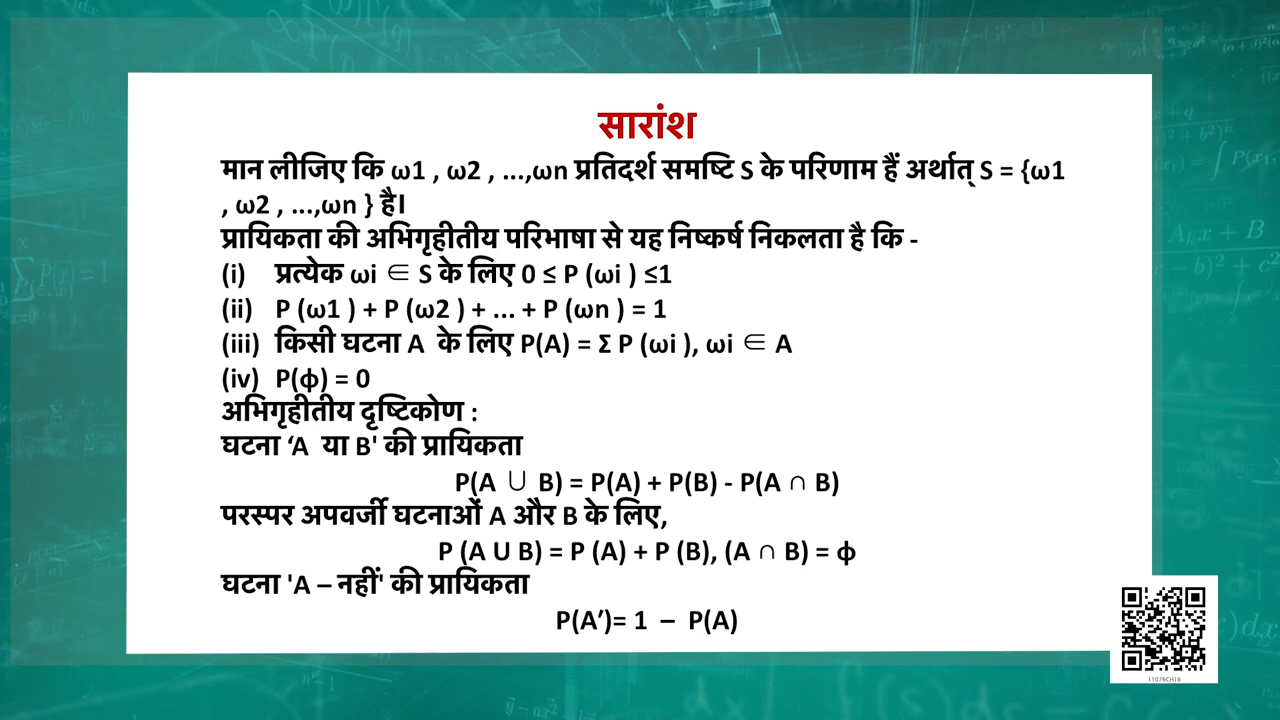 सारांश
मान लीजिए कि ω1 , ω2 , ...,ωn प्रतिदर्श समष्टि S के परिणाम हैं अर्थात् S = {ω1
, ω2 , ...,ωn } है।
प्रायिकता की अभिगृहीतीय परिभाषा से यह निष्कर्ष निकलता है कि -
(i) प्रत्येक ωi ∈ S के लिए 0 ≤ P (ωi ) ≤1
(ii) P (ω1 ) + P (ω2 ) + ... + P (ωn ) = 1
(iii) किसी घटना A के लिए P(A) = Σ P (ωi ), ωi ∈ A
(iv) P(ϕ) = 0
अभिगृहीतीय दृष्टिकोण :
घटना ‘A या B' की प्रायिकता
P(A ∪ B) = P(A) + P(B) - P(A ∩ B)
परस्पर अपवर्जी घटनाओं A और B के लिए,
P (A U B) = P (A) + P (B), (A ∩ B) = ϕ
घटना 'A – नहीं' की प्रायिकता
P(A’)= 1 – P(A)
11076CH16